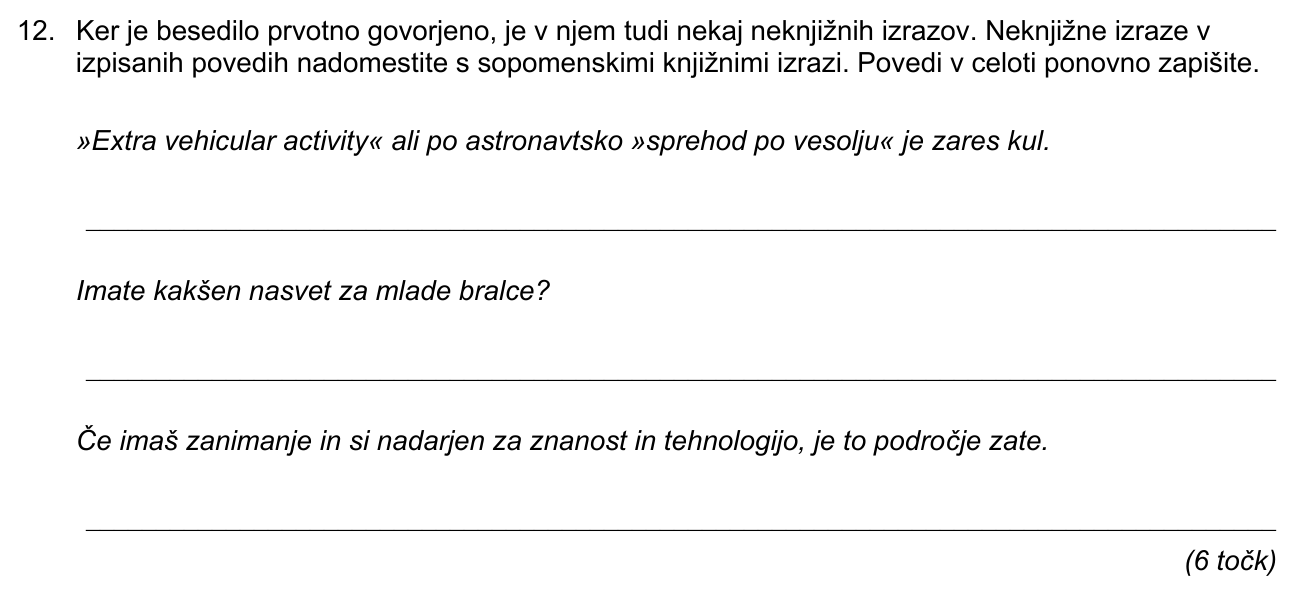 12. Ker je besedilo prvotno govorjeno, je v njem tudi nekaj neknjižnih izrazov. Neknjižne izraze v
izpisanih povedih nadomestite s sopomenskimi knjižnimi izrazi. Povedi v celoti ponovno zapišite.
»Extra vehicular activity« ali po astronavtsko »sprehod po vesolju« je zares kul.
Imate kakšen nasvet za mlade bralce?
Če imaš zanimanje in si nadarjen za znanost in tehnologijo, je to področje zate.
(6 točk)